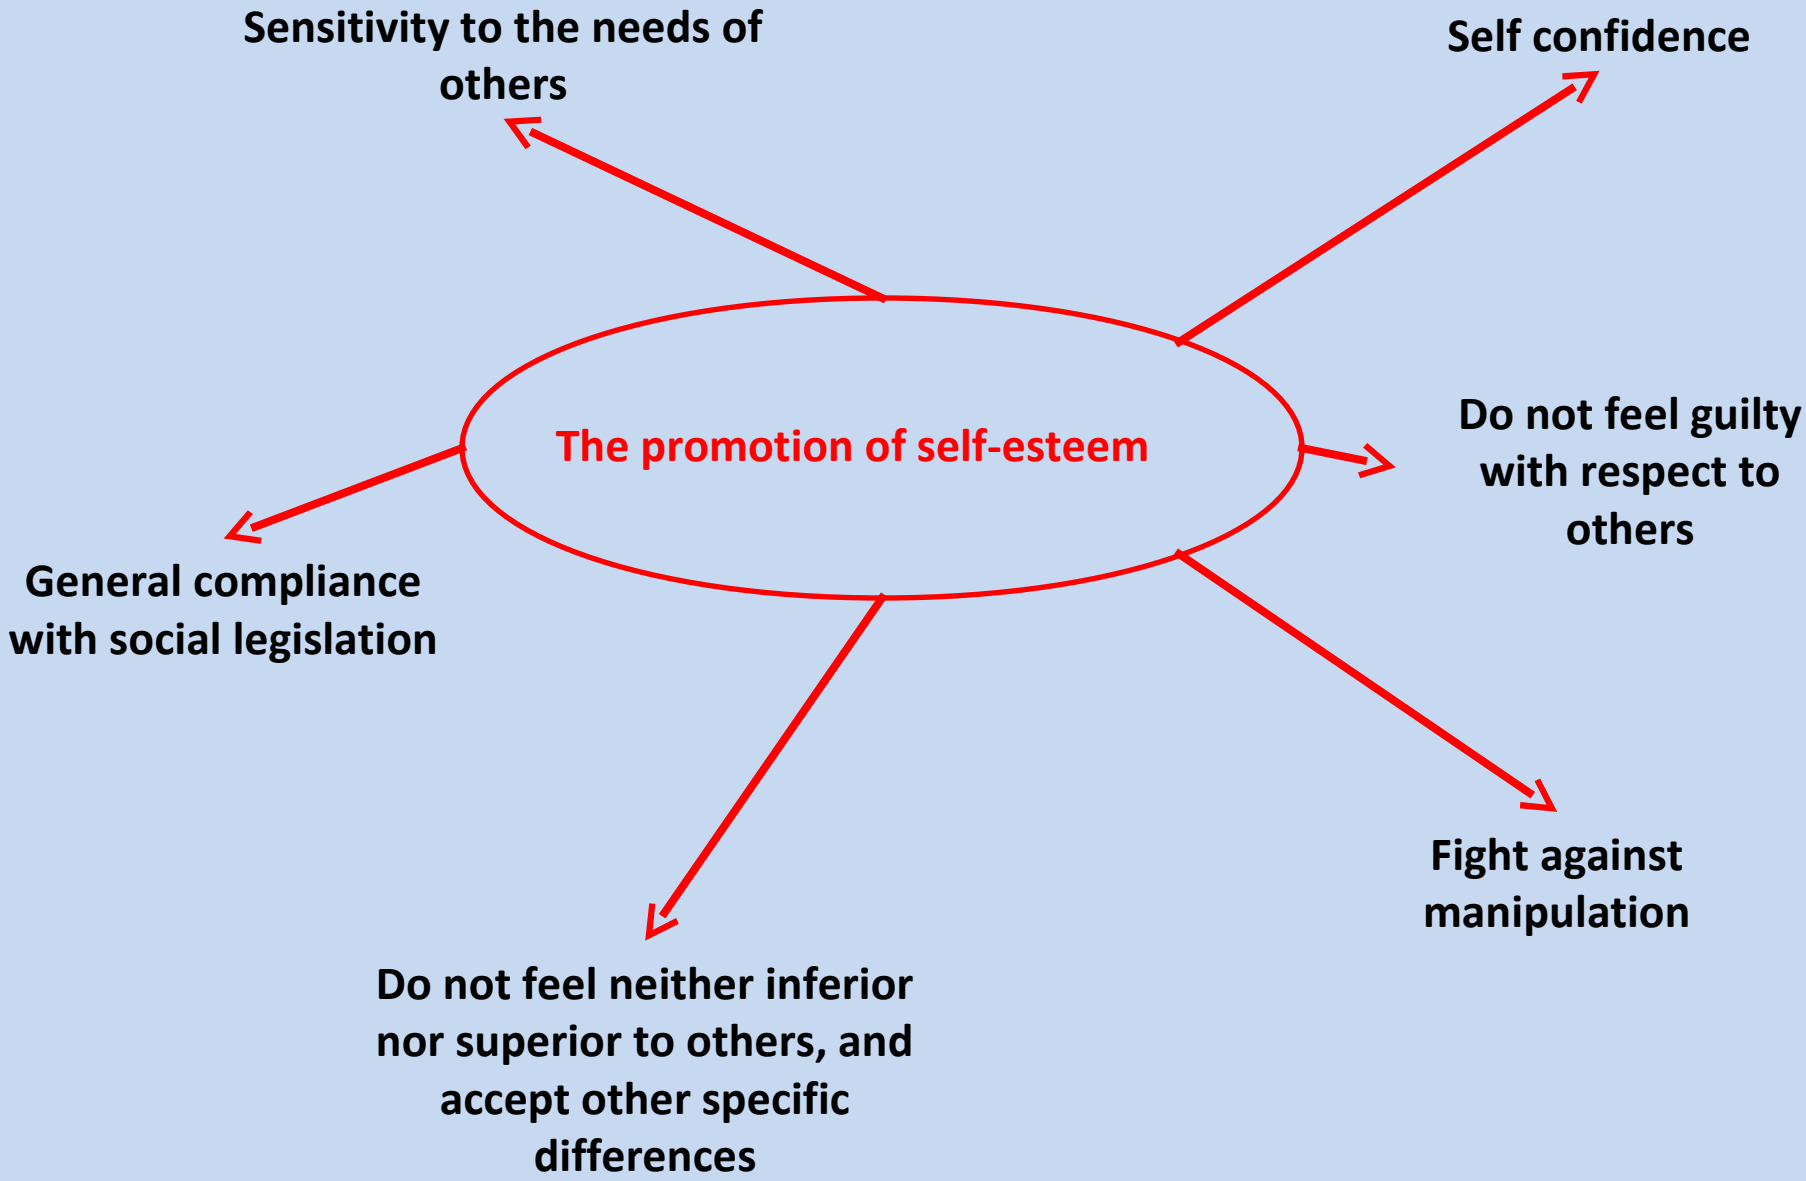 Sensitivity to the needs of
others
Self confidence
The promotion of self-esteem
Do not feel guilty
with respect to
others
General compliance
with social legislation
Fight against
manipulation
Do not feel neither inferior
nor superior to others, and
accept other specific
differences